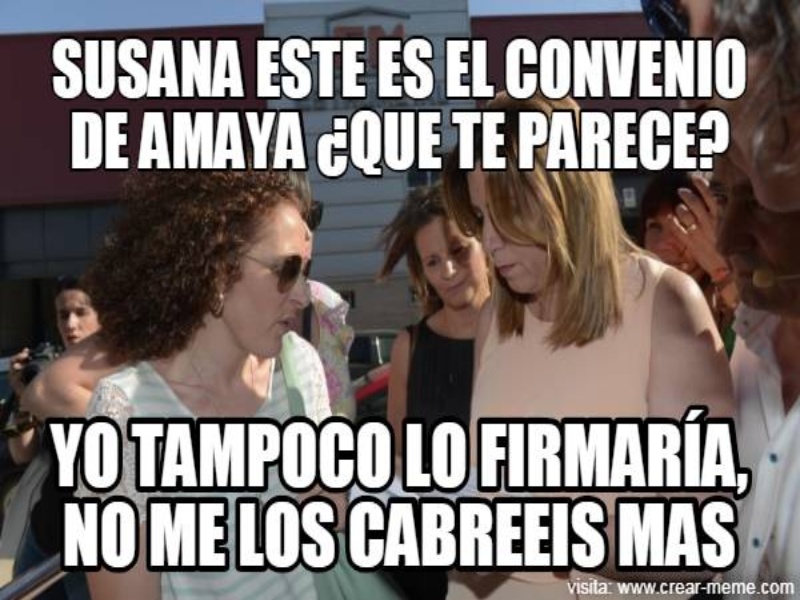 SUSANA ESTE ES EL CONVENIO
DE AMAYA ¿QUE TE PARECE?
YO TAMPOCO LO FIRMARÍA,
NO ME LOS CABREEIS MAS
visita: www.crear-meme.com